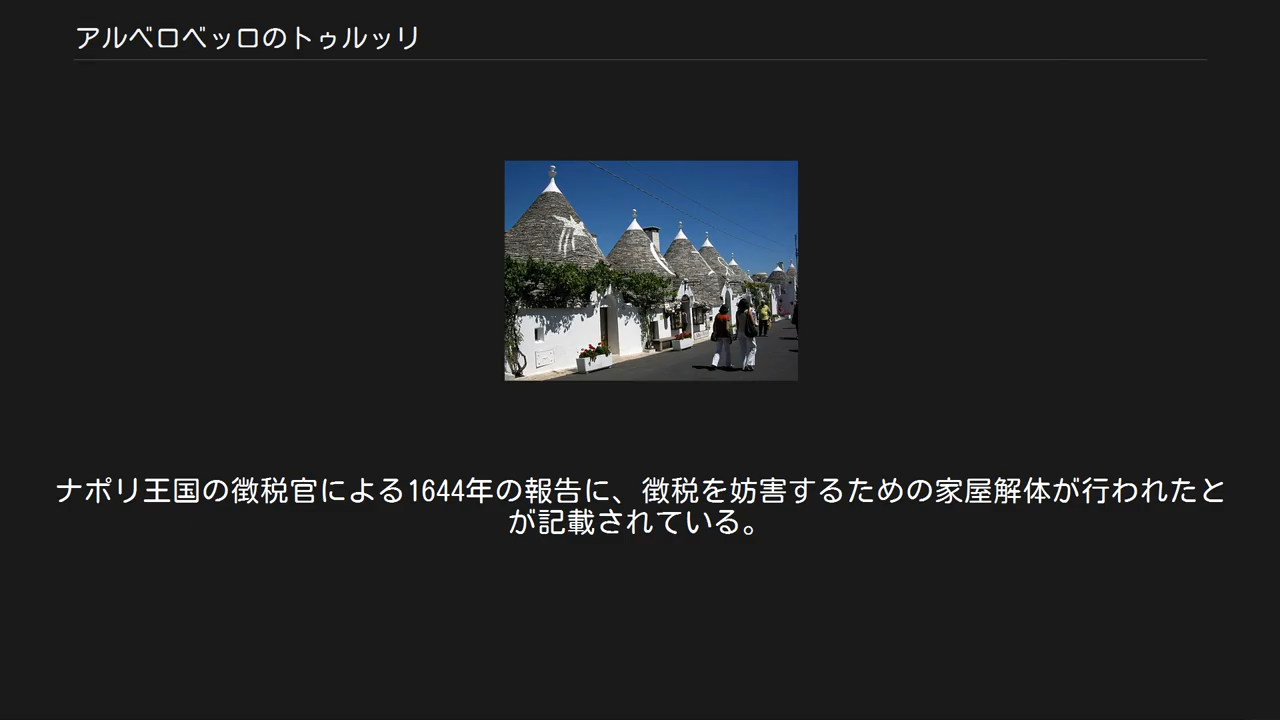 アルベロベッロのトゥルッリ
ナポリ王国の徴税官による1644年の報告に、徴税を妨害するための家屋解体が行われたと
が記載されている。